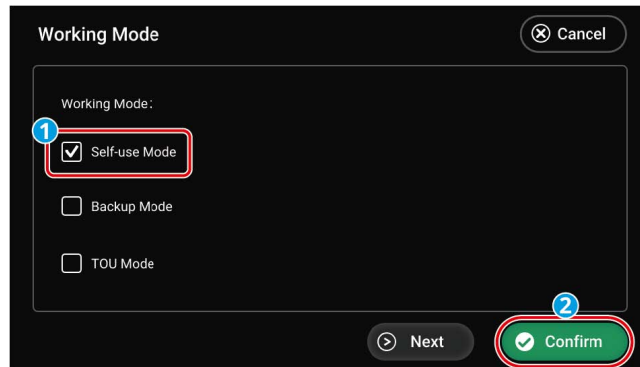 Working Mode
Cancel
Working Mode:
1
Self-use Mode
Backup Mode
TOU Mode
2
Next
Confirm